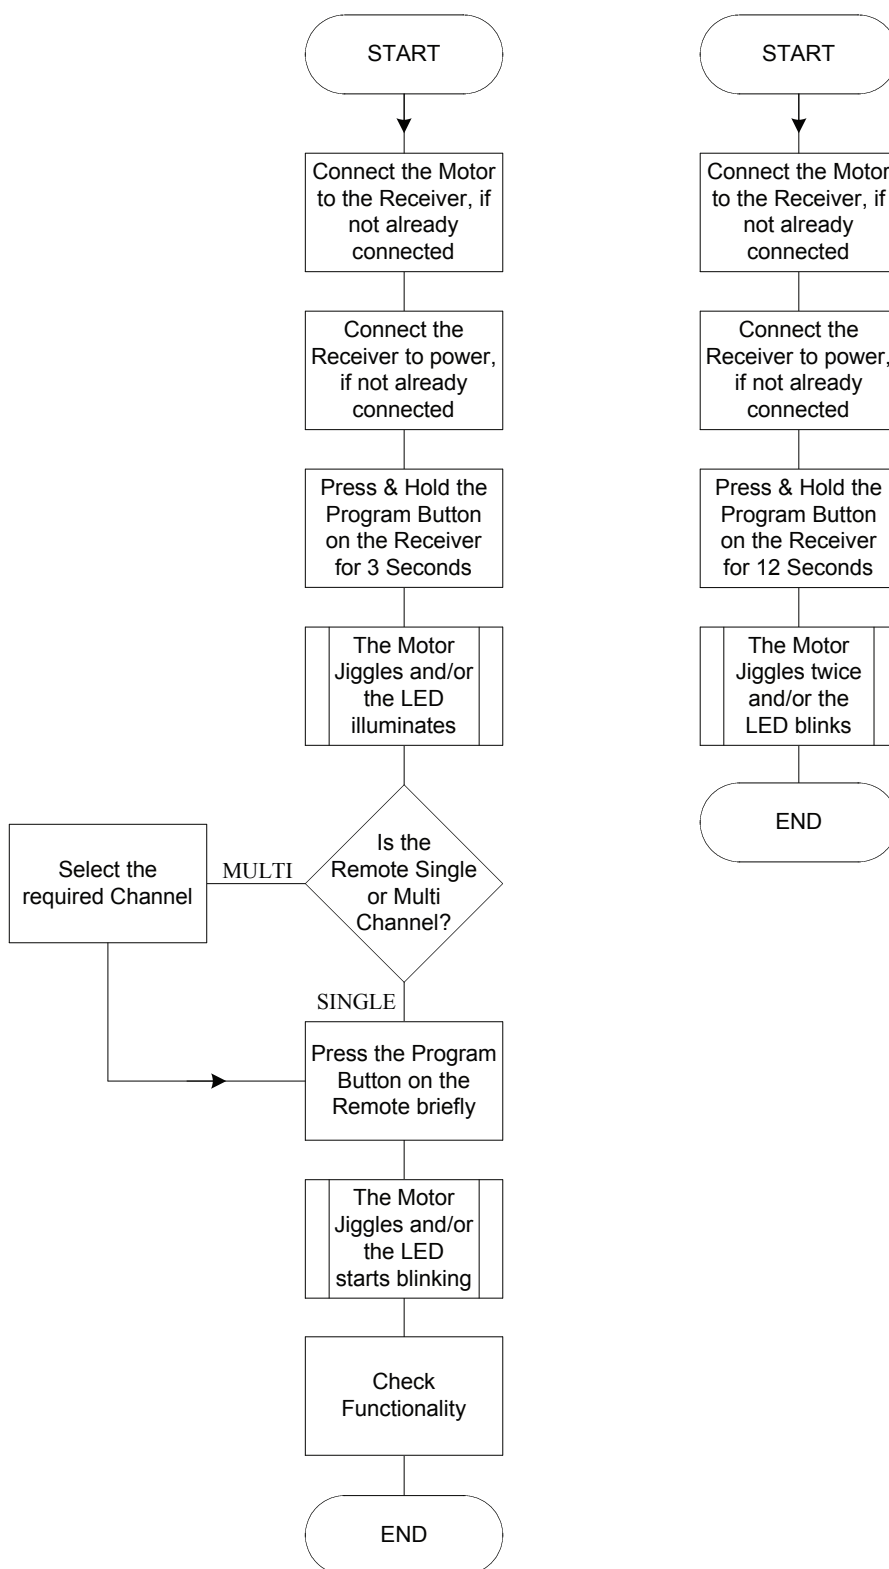 START
Connect the Motor
to the Receiver, if
not already
connected
Connect the
Receiver to power,
if not already
connected
Press & Hold the
Program Button
on the Receiver
for 3 Seconds
The Motor
Jiggles and/or
the LED
illuminates
Is the
Remote Single
or Multi
Channel?
MULTI
Select the
required Channel
SINGLE
Press the Program
Button on the
Remote briefly
The Motor
Jiggles and/or
the LED
starts blinking
Check
Functionality
END
START
Connect the Motor
to the Receiver, if
not already
connected
Connect the
Receiver to power,
if not already
connected
Press & Hold the
Program Button
on the Receiver
for 12 Seconds
The Motor
Jiggles twice
and/or the
LED blinks
END